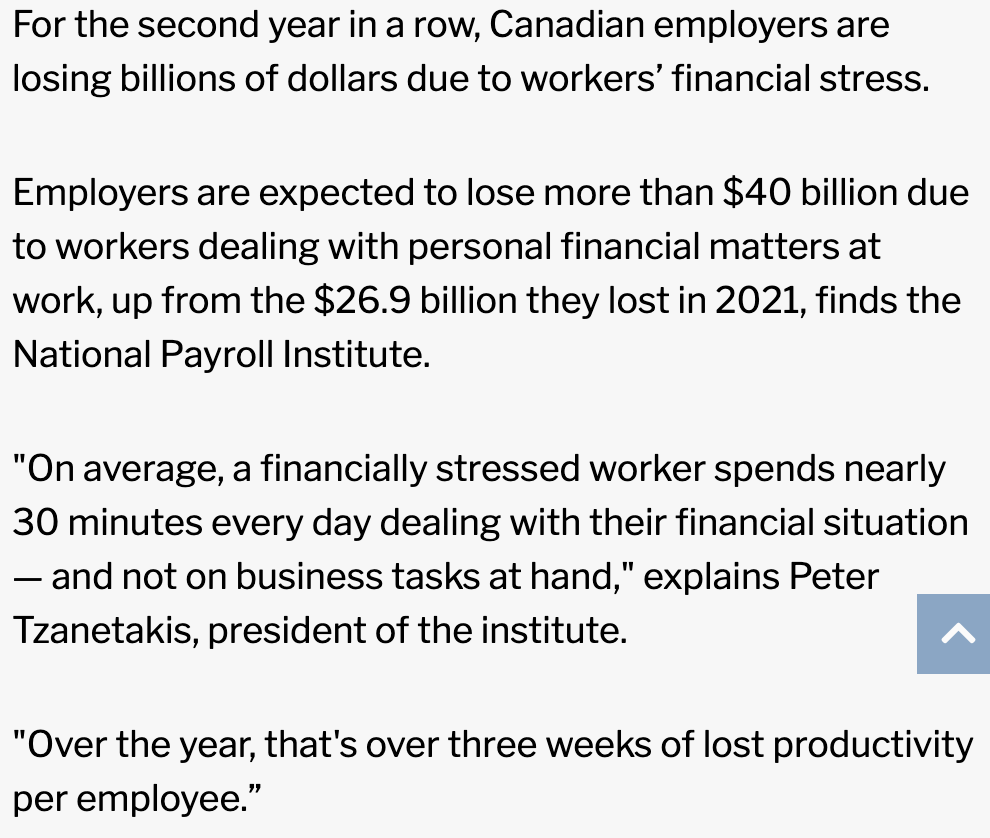 For the second year in a row, Canadian employers are
losing billions of dollars due to workers’ financial stress.
Employers are expected to lose more than $40 billion due
to workers dealing with personal financial matters at
work, up from the $26.9 billion they lost in 2021, finds the
National Payroll Institute.
"On average, a financially stressed worker spends nearly
30 minutes every day dealing with their financial situation
— and not on business tasks at hand," explains Peter
Tzanetakis, president of the institute.
"Over the year, that's over three weeks of lost productivity
per employee.”